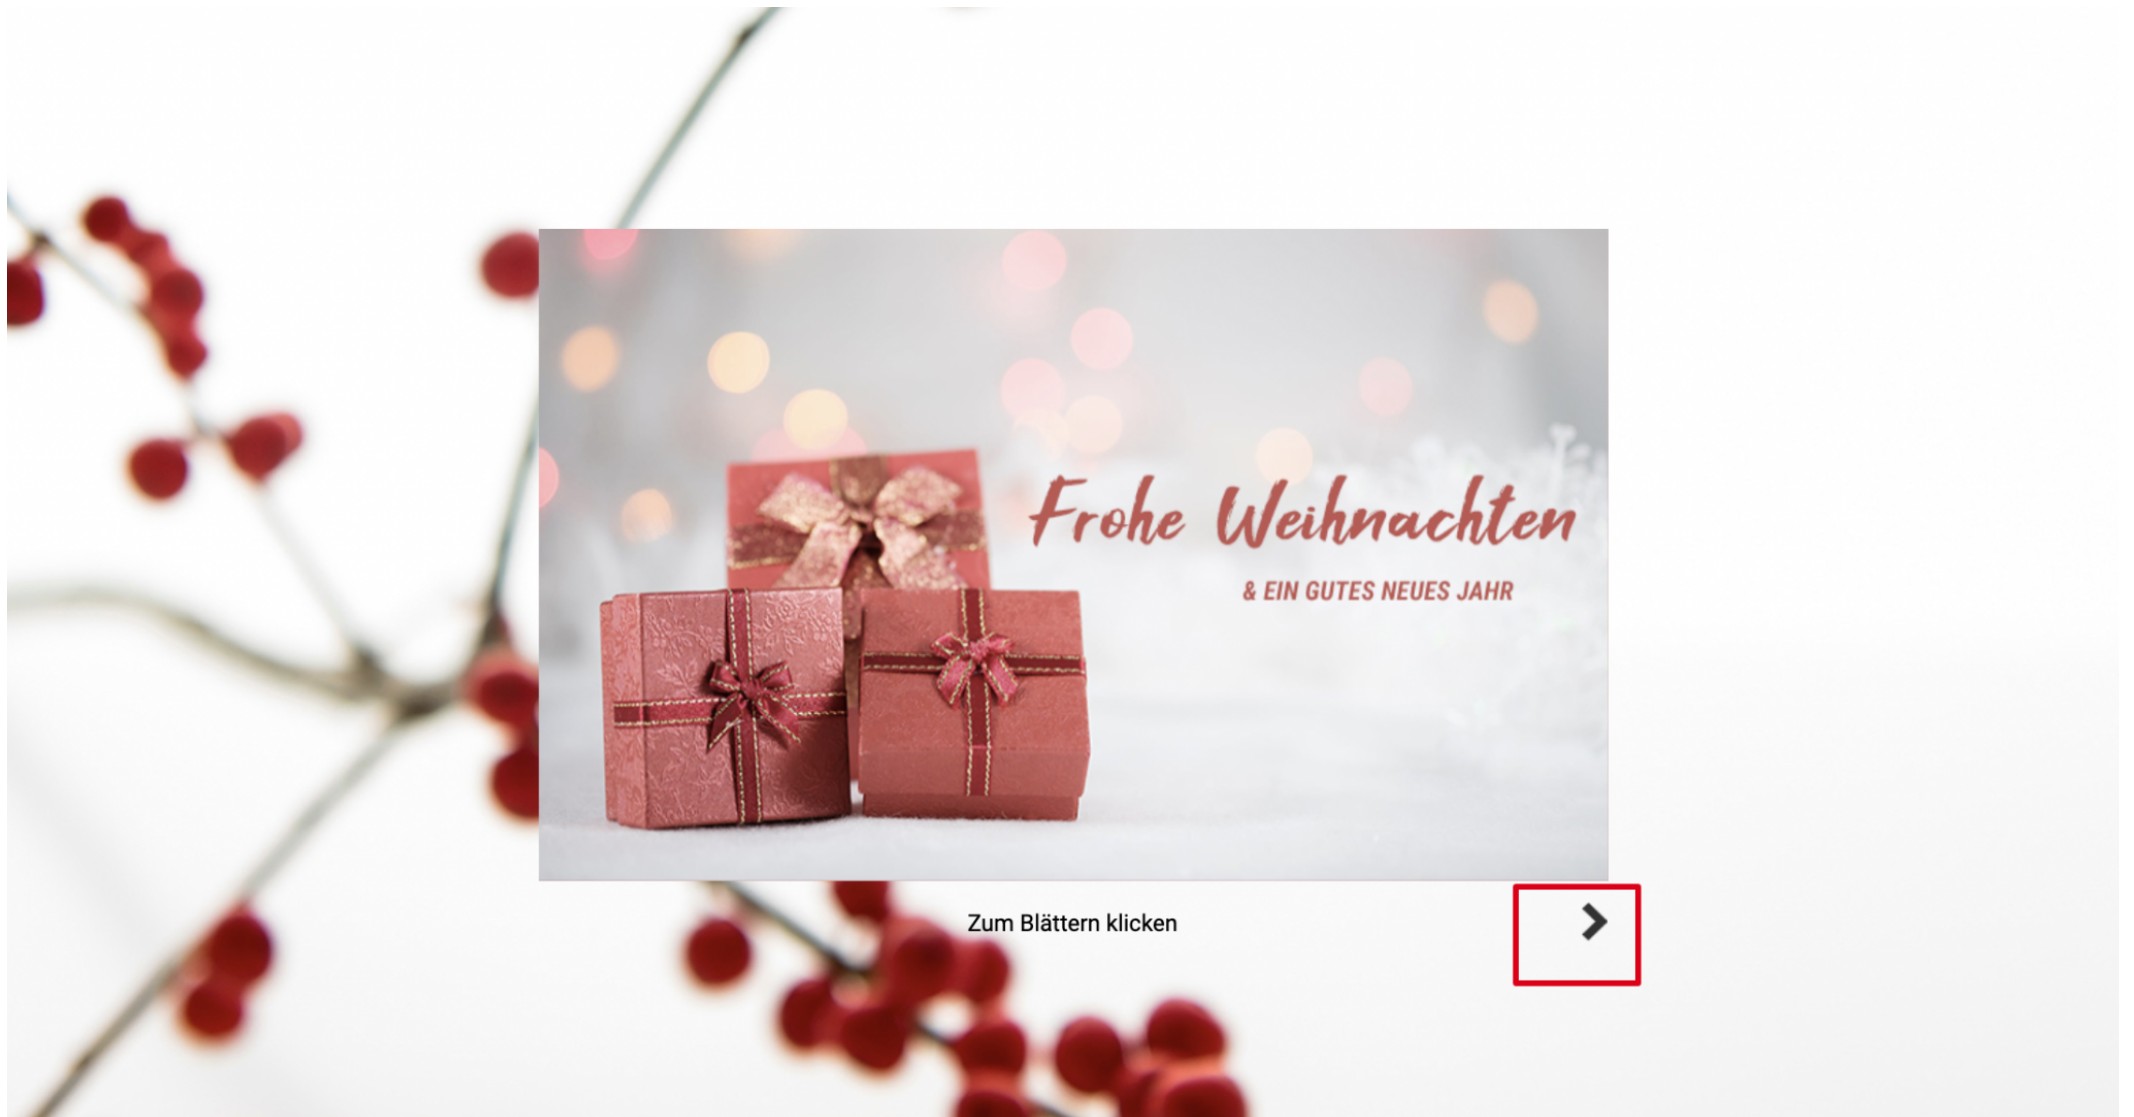 Frohe Weihnachten
& EIN GUTES NEUES JAHR
Zum Blättern klicken